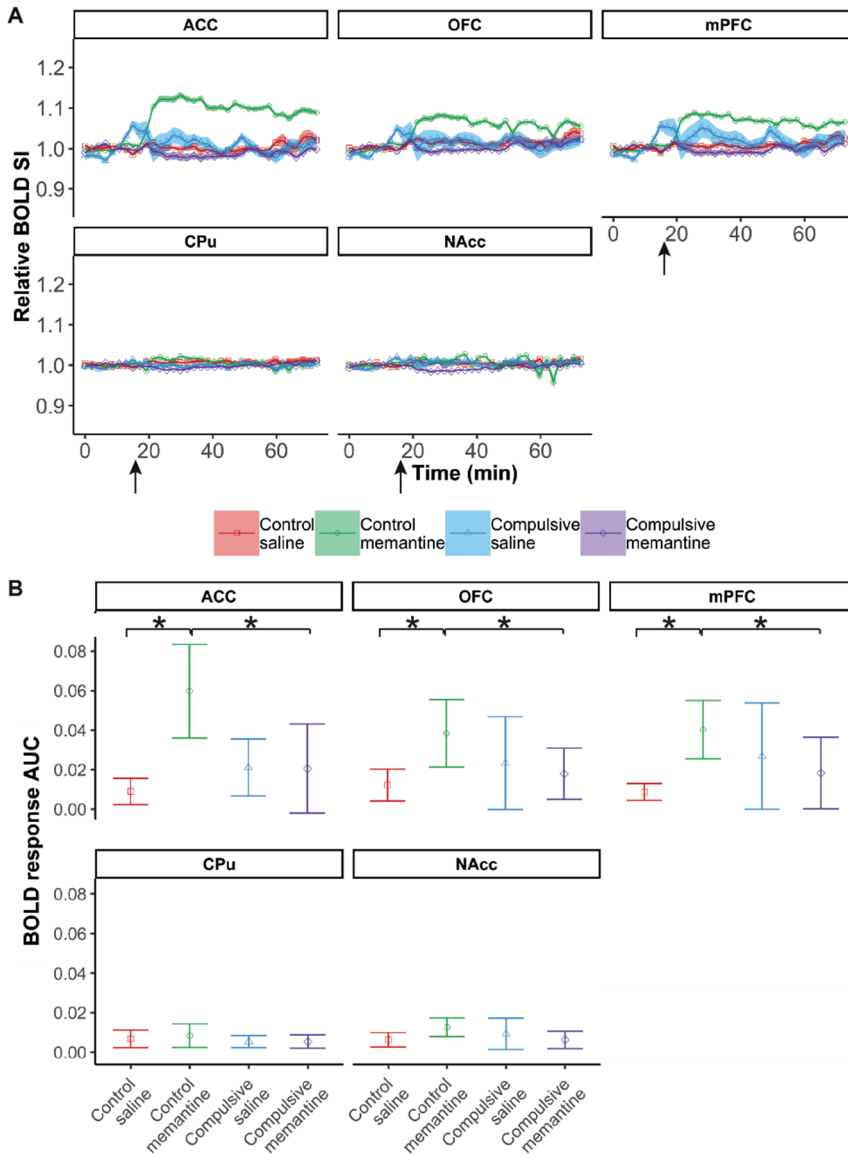 A
ACC
OFC
mPFC
1.2
1.1
1.0
0.9
Relative BOLD SI
CPu
NAcc
0
20
40
60
1.2
1.1
1.0
0.9
0
20
40
60
0
20
40
60
Time (min)
Control
saline
Control
memantine
Compulsive
saline
Compulsive
memantine
B
ACC
OFC
mPFC
* *
* *
* *
0.08
0.06
0.04
0.02
0.00
BOLD response AUC
CPu
NAcc
0.08
0.06
0.04
0.02
0.00
Control
saline
Control
memantine
Compulsive
saline
Compulsive
memantine
Control
saline
Control
memantine
Compulsive
saline
Compulsive
memantine